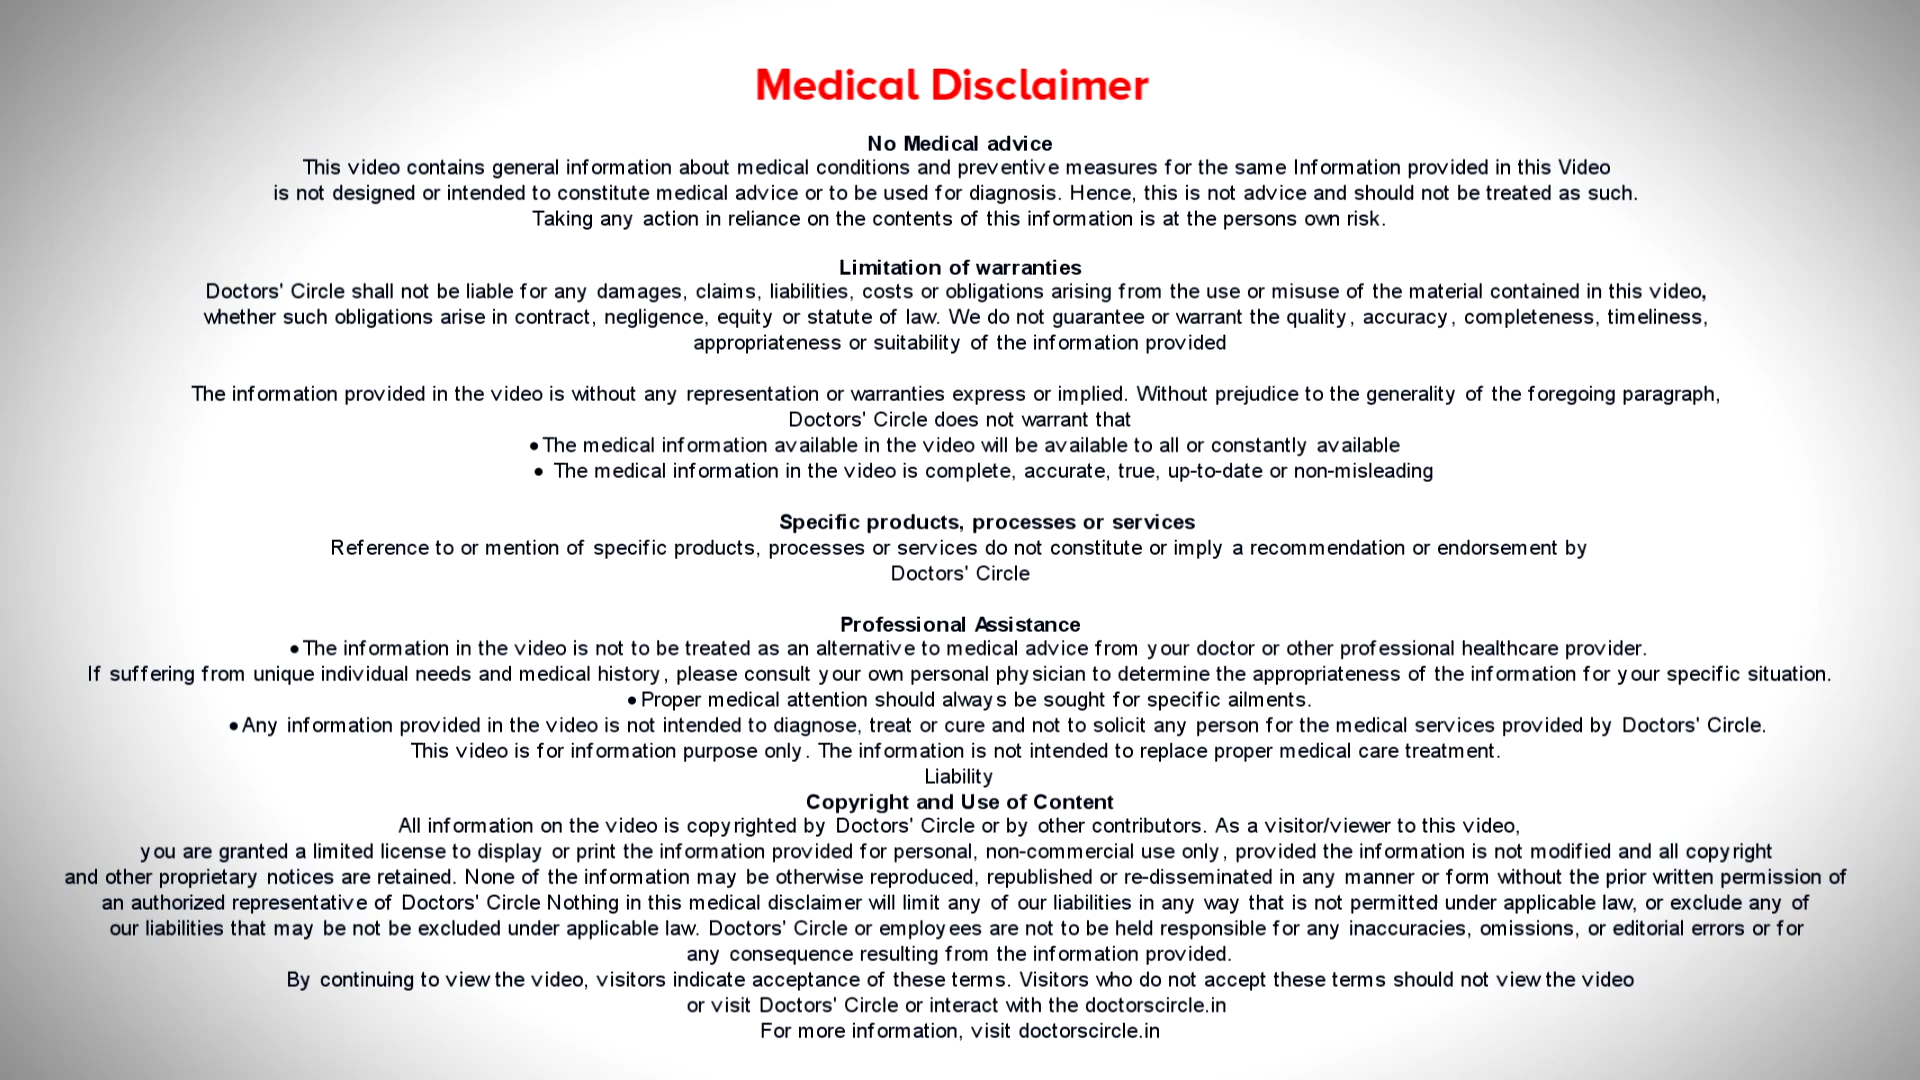 Medical Disclaimer
No Medical advice
This video contains general information about medical conditions and preventive measures for the same Information provided in this Video
is not designed or intended to constitute medical advice or to be used for diagnosis. Hence, this is not advice and should not be treated as such.
Taking any action in reliance on the contents of this information is at the persons own risk.
Limitation of warranties
Doctors' Circle shall not be liable for any damages, claims, liabilities, costs or obligations arising from the use or misuse of the material contained in this video,
whether such obligations arise in contract, negligence, equity or statute of law. We do not guarantee or warrant the quality, accuracy, completeness, timeliness,
appropriateness or suitability of the information provided
The information provided in the video is without any representation or warranties express or implied. Without prejudice to the generality of the foregoing paragraph,
Doctors' Circle does not warrant that
•The medical information available in the video will be available to all or constantly available
• The medical information in the video is complete, accurate, true, up-to-date or non-misleading
Specific products, processes or services
Reference to or mention of specific products, processes or services do not constitute or imply a recommendation or endorsement by
Doctors' Circle
Professional Assistance
•The information in the video is not to be treated as an alternative to medical advice from your doctor or other professional healthcare provider.
If suffering from unique individual needs and medical history, please consult your own personal physician to determine the appropriateness of the information for your specific situation.
•Proper medical attention should always be sought for specific ailments.
•Any information provided in the video is not intended to diagnose, treat or cure and not to solicit any person for the medical services provided by Doctors' Circle.
This video is for information purpose only. The information is not intended to replace proper medical care treatment.
Liability
Copyright and Use of Content
All information on the video is copyrighted by Doctors' Circle or by other contributors. As a visitor/viewer to this video,
you are granted a limited license to display or print the information provided for personal, non-commercial use only, provided the information is not modified and all copyright
and other proprietary notices are retained. None of the information may be otherwise reproduced, republished or re-disseminated in any manner or form without the prior written permission of
an authorized representative of Doctors' Circle Nothing in this medical disclaimer will limit any of our liabilities in any way that is not permitted under applicable law, or exclude any of
our liabilities that may be not be excluded under applicable law. Doctors' Circle or employees are not to be held responsible for any inaccuracies, omissions, or editorial errors or for
any consequence resulting from the information provided.
By continuing to view the video, visitors indicate acceptance of these terms. Visitors who do not accept these terms should not view the video
or visit Doctors' Circle or interact with the doctorscircle.in
For more information, visit doctorscircle.in